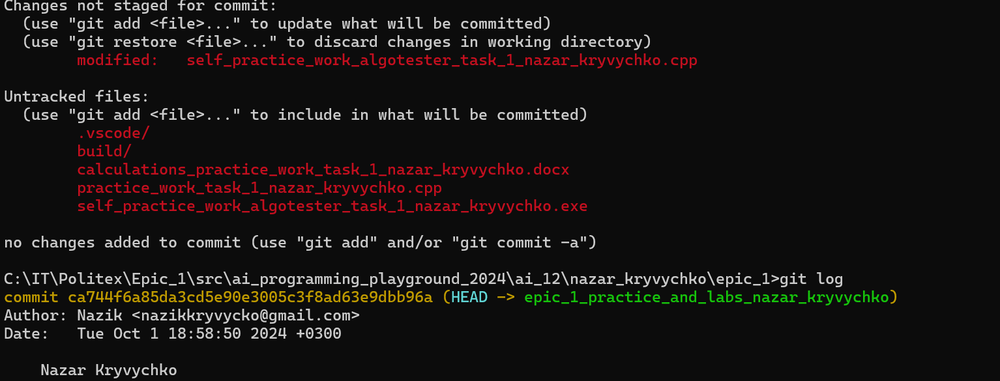 Changes not staged for commit:
  (use "git add <file>..." to update what will be committed)
  (use "git restore <file>..." to discard changes in working directory)
        modified:   self_practice_work_algotester_task_1_nazar_kryvychko.cpp

Untracked files:
  (use "git add <file>..." to include in what will be committed)
        .vscode/
        build/
        calculations_practice_work_task_1_nazar_kryvychko.docx
        practice_work_task_1_nazar_kryvychko.cpp
        self_practice_work_algotester_task_1_nazar_kryvychko.exe

no changes added to commit (use "git add" and/or "git commit -a")

C:\IT\Politex\Epic_1\src\ai_programming_playground_2024\ai_12\nazar_kryvychko\epic_1>git log
commit ca744f6a85da3cd5e90e3005c3f8ad63e9dbb96a (HEAD -> epic_1_practice_and_labs_nazar_kryvychko)
Author: Nazik <nazikkryvycko@gmail.com>
Date:   Tue Oct 1 18:58:50 2024 +0300

    Nazar Kryvychko